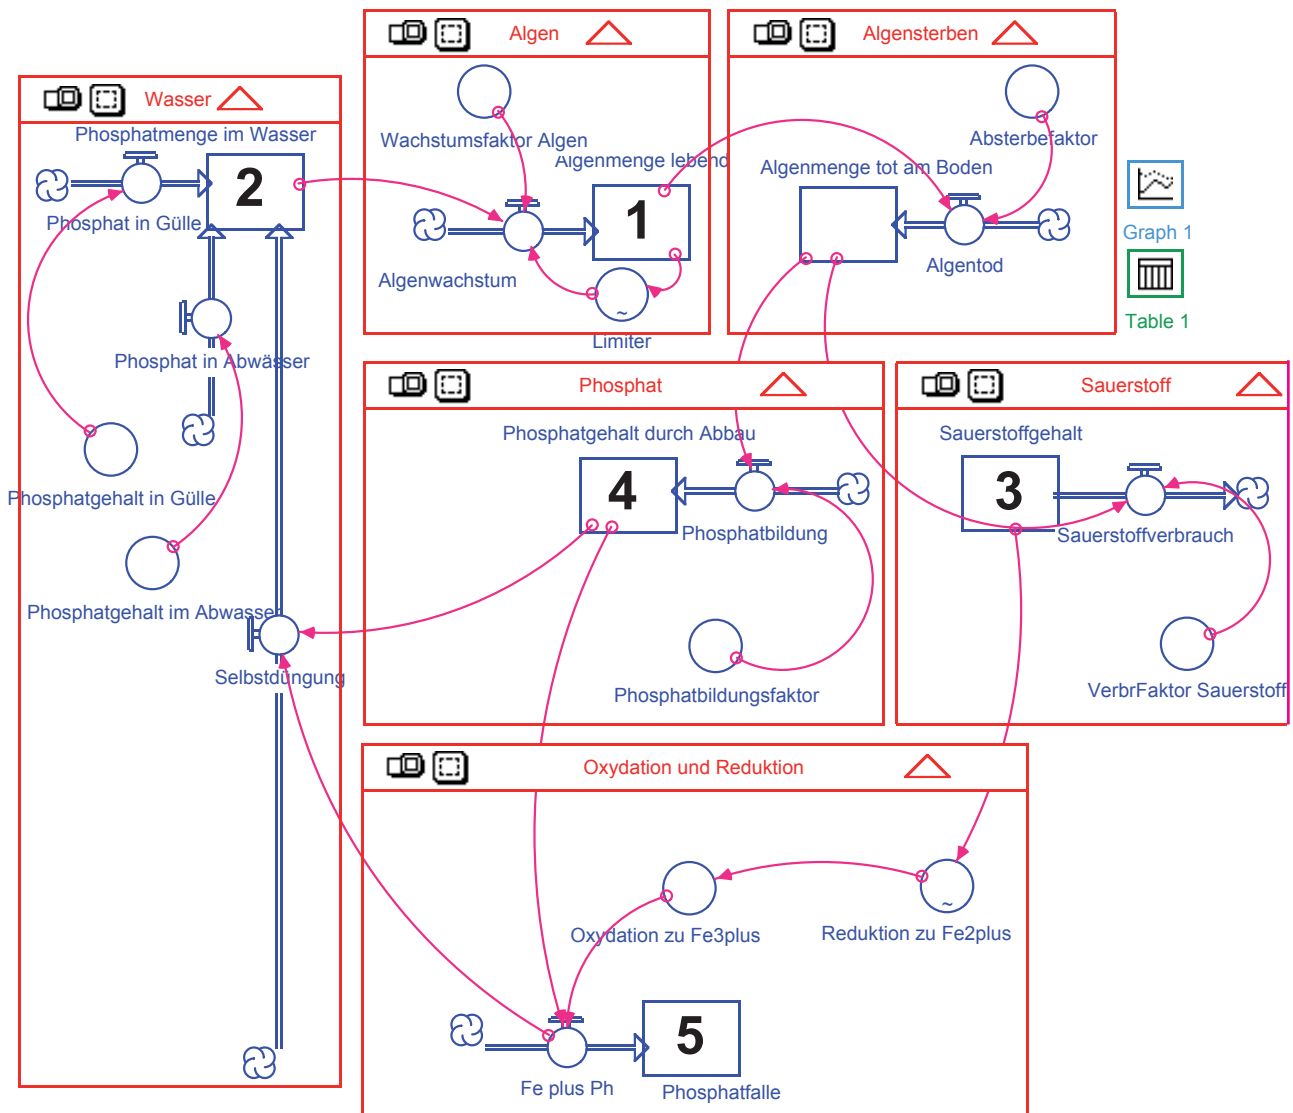 Wasser
Phosphatmenge im Wasser
2
Phosphat in Gülle
Phosphat in Abwässer
Phosphatgehalt in Gülle
Phosphatgehalt im Abwasser
Selbstdüngung
Algen
Wachstumsfaktor Algen
Algenmenge lebend
1
Algenwachstum
~
Limiter
Algensterben
Absterbefaktor
Algenmenge tot am Boden
Algentod
Graph 1
Table 1
Phosphat
Phosphatgehalt durch Abbau
4
Phosphatbildung
Phosphatbildungsfaktor
Sauerstoff
Sauerstoffgehalt
3
Sauerstoffverbrauch
VerbrFaktor Sauerstoff
Oxydation und Reduktion
~
Oxydation zu Fe3plus
Reduktion zu Fe2plus
5
Fe plus Ph
Phosphatfalle